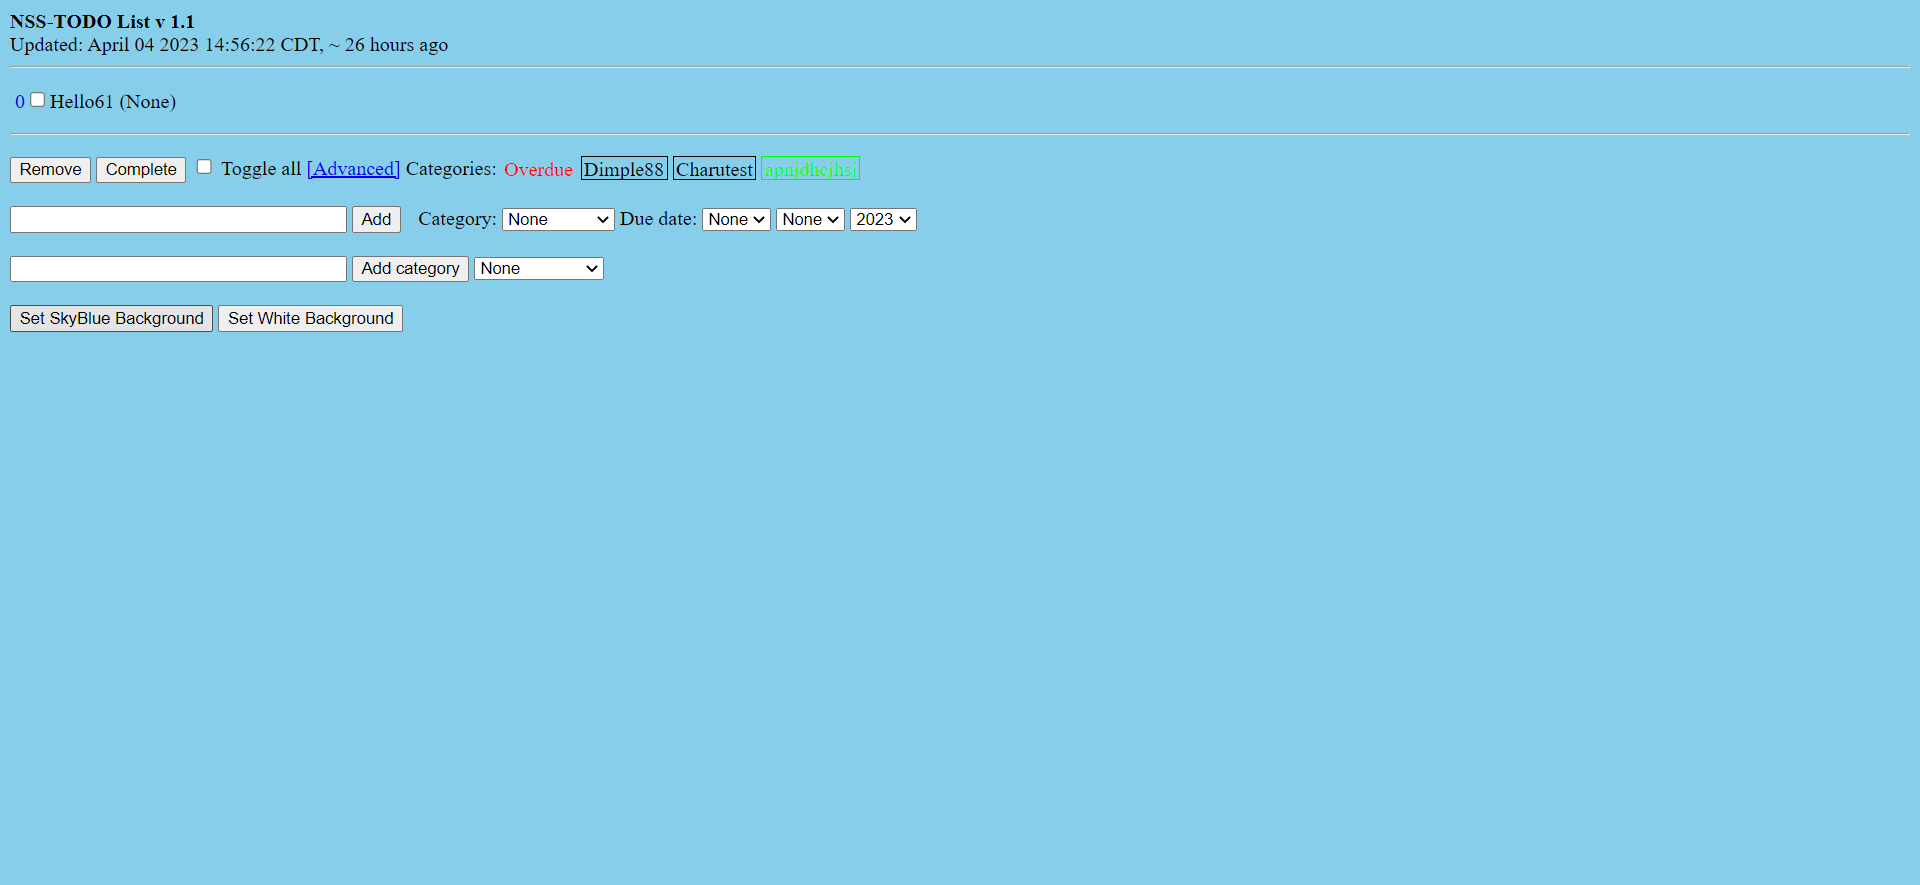 NSS-TODO List v 1.1
Updated: April 04 2023 14:56:22 CDT, ~ 26 hours ago
0 Hello61 (None)
Remove Complete Toggle all [Advanced] Categories: Overdue Dimple88 Charutest apnjdhcjhsj
Add Category: None Due date: None None 2023
Add category None
Set SkyBlue Background Set White Background